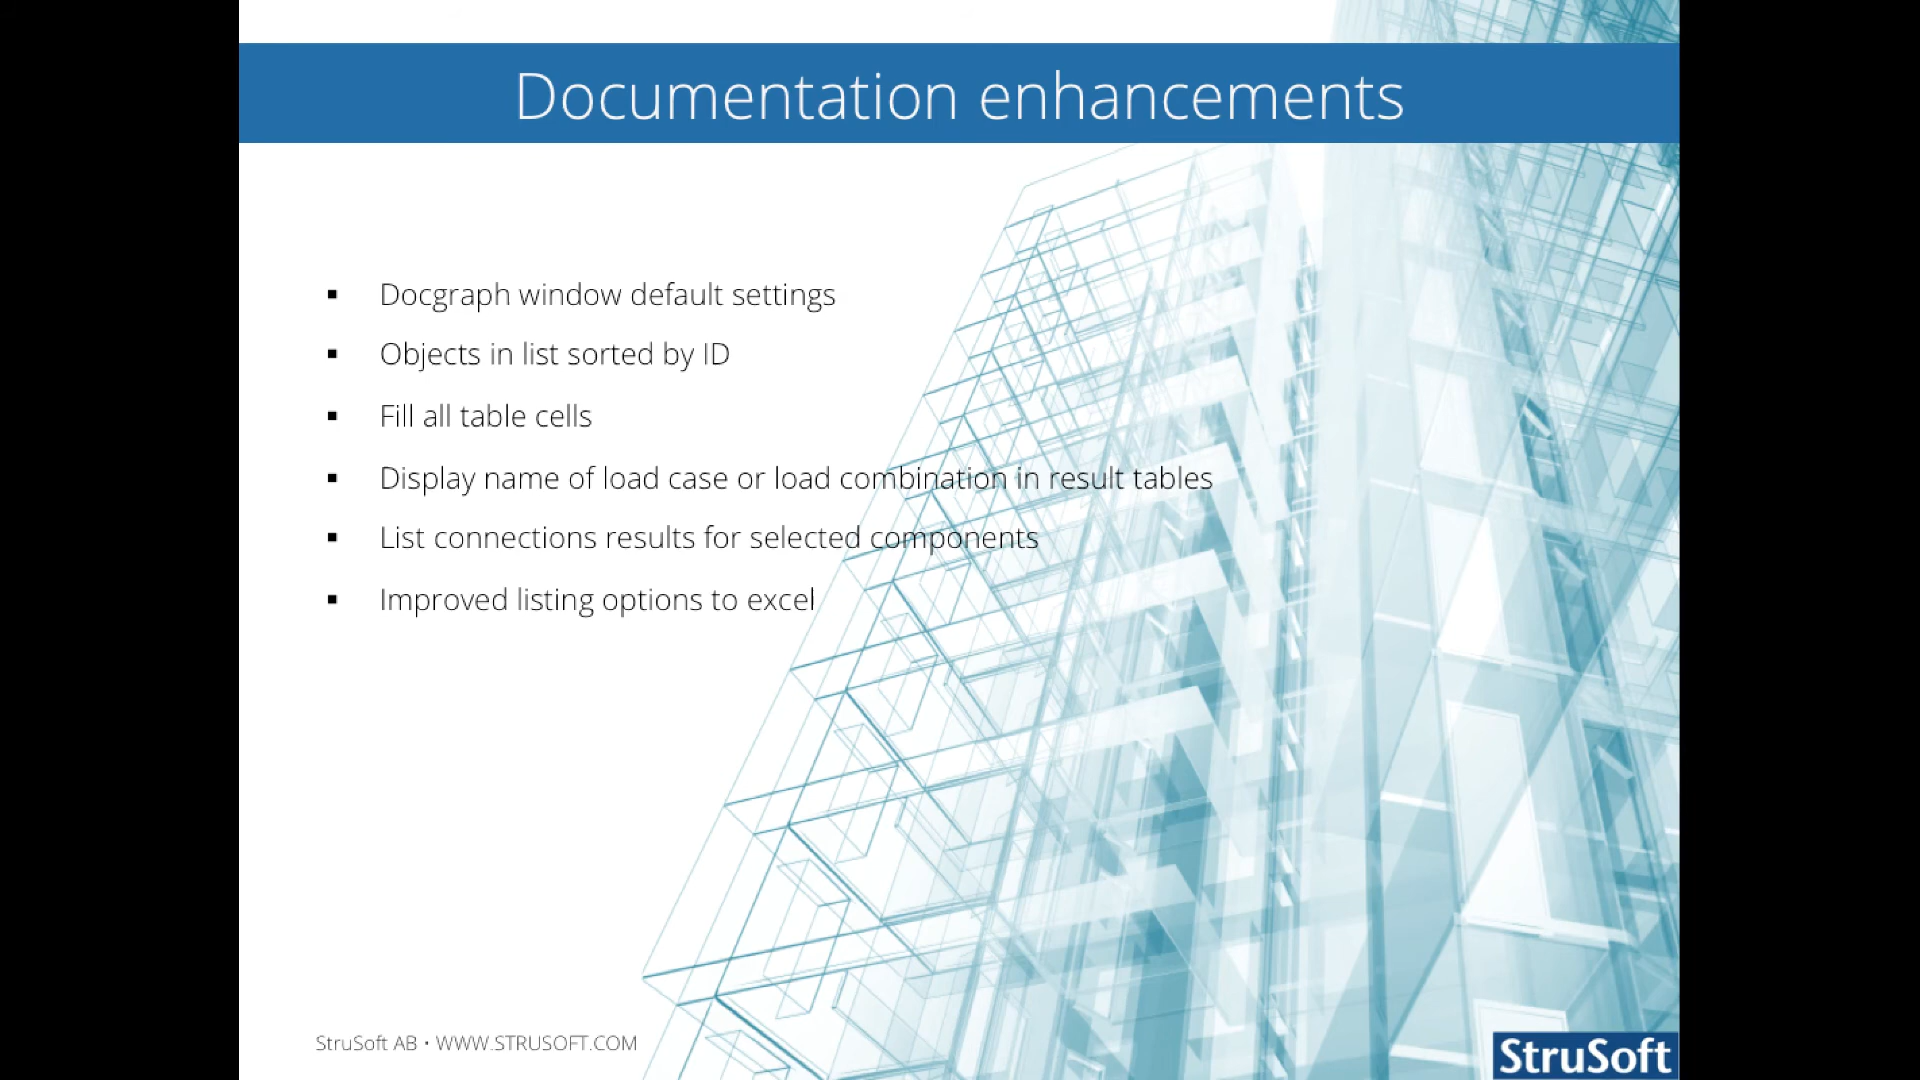 Documentation enhancements
▪ Docgraph window default settings
▪ Objects in list sorted by ID
▪ Fill all table cells
▪ Display name of load case or load combination in result tables
▪ List connections results for selected components
▪ Improved listing options to excel
StruSoft AB • WWW.STRUSOFT.COM
StruSoft